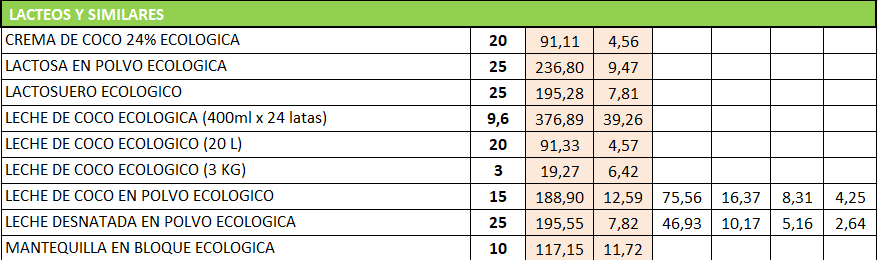 LACTEOS Y SIMILARES
CREMA DE COCO 24% ECOLOGICA 20 91,11 4,56
LACTOSA EN POLVO ECOLOGICA 25 236,80 9,47
LACTOSUERO ECOLOGICO 25 195,28 7,81
LECHE DE COCO ECOLOGICA (400ml x 24 latas) 9,6 376,89 39,26
LECHE DE COCO ECOLOGICO (20 L) 20 91,33 4,57
LECHE DE COCO ECOLOGICO (3 KG) 3 19,27 6,42
LECHE DE COCO EN POLVO ECOLOGICO 15 188,90 12,59 75,56 16,37 8,31 4,25
LECHE DESNATADA EN POLVO ECOLOGICA 25 195,55 7,82 46,93 10,17 5,16 2,64
MANTEQUILLA EN BLOQUE ECOLOGICA 10 117,15 11,72